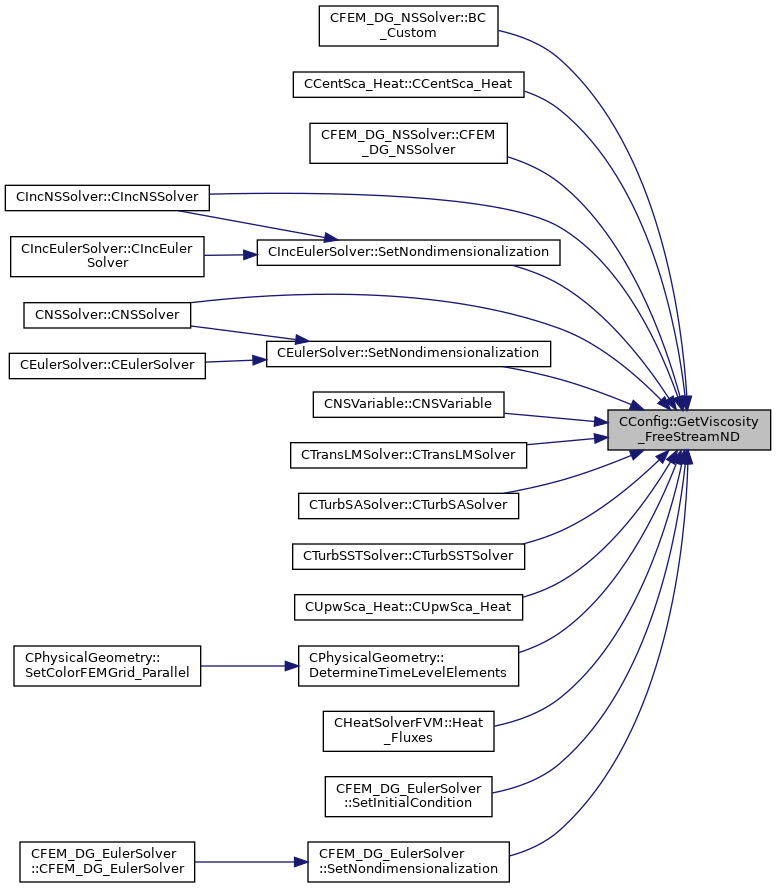 CFEM_DG_NSSolver::BC
_Custom
CCentSca_Heat::CCentSca_Heat
CFEM_DG_NSSolver::CFEM
_DG_NSSolver
CIncNSSolver::CIncNSSolver
CIncEulerSolver::CIncEuler
Solver
CIncEulerSolver::SetNondimensionalization
CNSSolver::CNSSolver
CEulerSolver::CEulerSolver
CEulerSolver::SetNondimensionalization
CNSVariable::CNSVariable
CConfig::GetViscosity
_FreeStreamND
CTransLMSolver::CTransLMSolver
CTurbSASolver::CTurbSASolver
CTurbSSTSolver::CTurbSSTSolver
CUpwSca_Heat::CUpwSca_Heat
CPhysicalGeometry::
SetColorFEMGrid_Parallel
CPhysicalGeometry::
DetermineTimeLevelElements
CHeatSolverFVM::Heat
_Fluxes
CFEM_DG_EulerSolver
::SetInitialCondition
CFEM_DG_EulerSolver
::CFEM_DG_EulerSolver
CFEM_DG_EulerSolver
::SetNondimensionalization